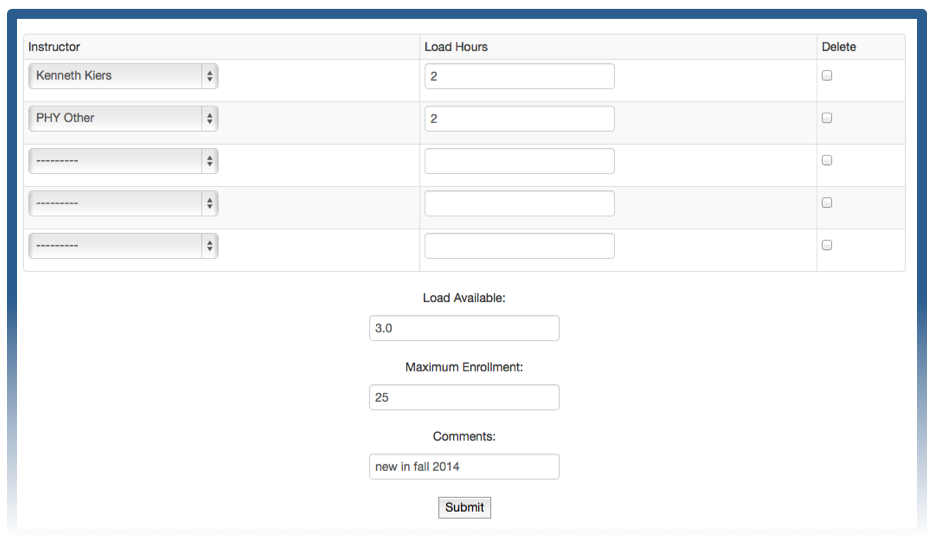 Instructor Load Hours Delete
Kenneth Kiers 2
PHY Other 2
---------
---------
---------
Load Available:
3.0
Maximum Enrollment:
25
Comments:
new in fall 2014
Submit